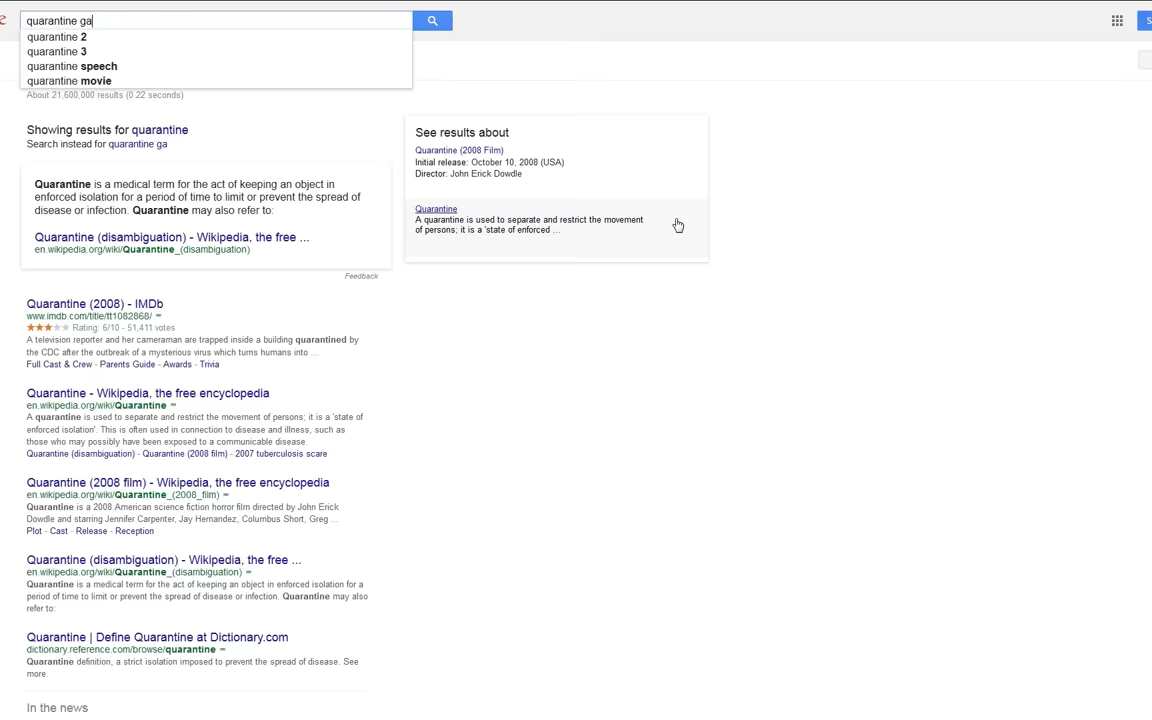 e
quarantine ga
S
quarantine 2
quarantine 3
quarantine speech
quarantine movie
About 21,600,000 results (0.22 seconds)
Showing results for quarantine
Search instead for quarantine ga
Quarantine is a medical term for the act of keeping an object in
enforced isolation for a period of time to limit or prevent the spread of
disease or infection. Quarantine may also refer to:
Quarantine (disambiguation) - Wikipedia, the free ...
en.wikipedia.org/wiki/Quarantine_(disambiguation)
Feedback
See results about
Quarantine (2008 Film)
Initial release: October 10, 2008 (USA)
Director: John Erick Dowdle
Quarantine
A quarantine is used to separate and restrict the movement
of persons; it is a 'state of enforced ...
Quarantine (2008) - IMDb
www.imdb.com/title/tt1082868/
Rating: 6/10 - 51,411 votes
A television reporter and her cameraman are trapped inside a building quarantined by
the CDC after the outbreak of a mysterious virus which turns humans into ...
Full Cast & Crew - Parents Guide - Awards - Trivia
Quarantine - Wikipedia, the free encyclopedia
en.wikipedia.org/wiki/Quarantine
A quarantine is used to separate and restrict the movement of persons; it is a 'state of
enforced isolation'. This is often used in connection to disease and illness, such as
those who may possibly have been exposed to a communicable disease.
Quarantine (disambiguation) - Quarantine (2008 film) - 2007 tuberculosis scare
Quarantine (2008 film) - Wikipedia, the free encyclopedia
en.wikipedia.org/wiki/Quarantine_(2008_film)
Quarantine is a 2008 American science fiction horror film directed by John Erick
Dowdle and starring Jennifer Carpenter, Jay Hernandez, Columbus Short, Greg ...
Plot - Cast - Release - Reception
Quarantine (disambiguation) - Wikipedia, the free ...
en.wikipedia.org/wiki/Quarantine_(disambiguation)
Quarantine is a medical term for the act of keeping an object in enforced isolation for a
period of time to limit or prevent the spread of disease or infection. Quarantine may also
refer to:
Quarantine | Define Quarantine at Dictionary.com
dictionary.reference.com/browse/quarantine
Quarantine definition, a strict isolation imposed to prevent the spread of disease. See
more.
In the news